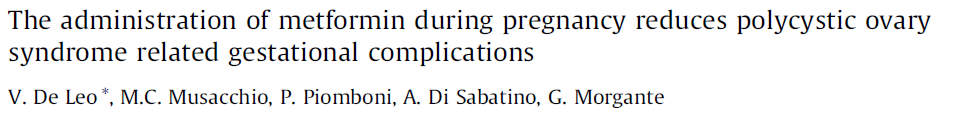 The administration of metformin during pregnancy reduces polycystic ovary
syndrome related gestational complications
V. De Leo *, M.C. Musacchio, P. Piomboni, A. Di Sabatino, G. Morgante